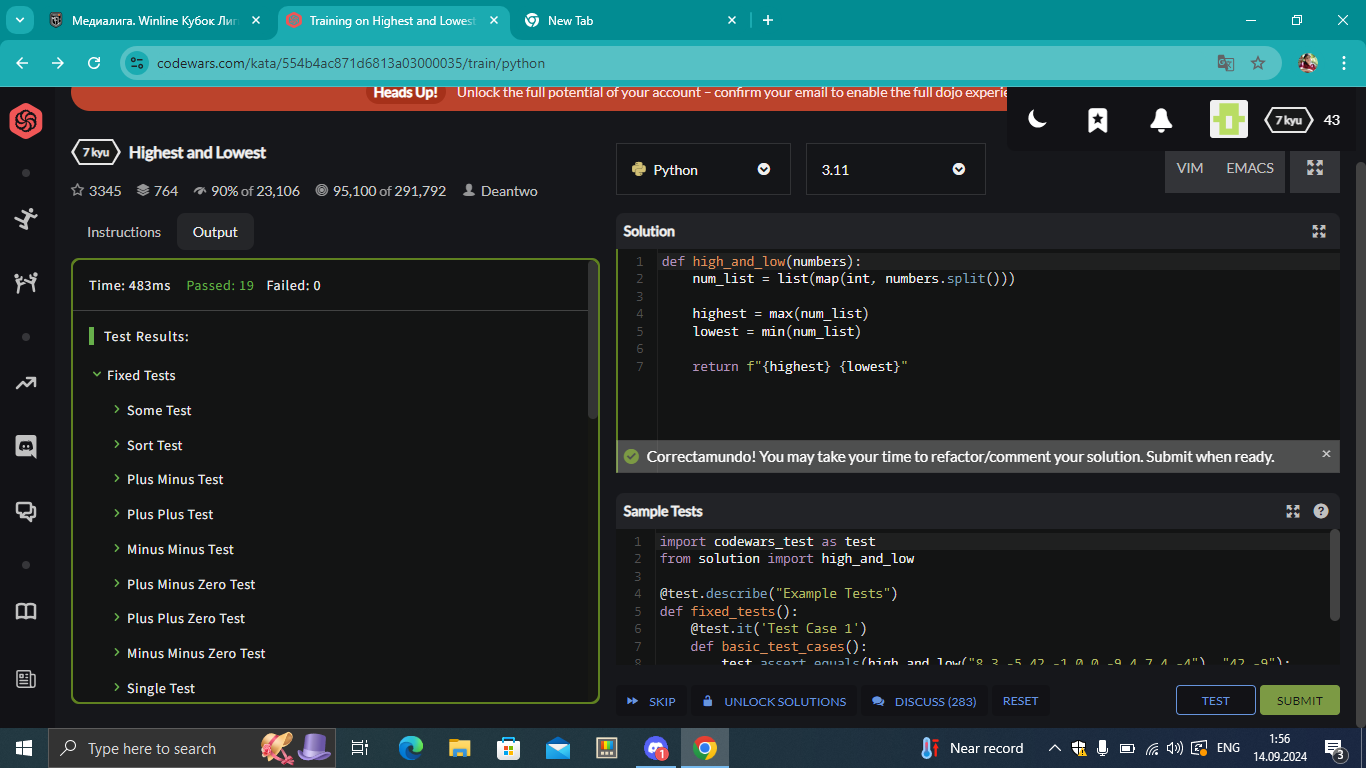 Медиалига. Winline Кубок Лиг
Training on Highest and Lowest
New Tab
codewars.com/kata/554b4ac871d6813a03000035/train/python
Heads Up! Unlock the full potential of your account – confirm your email to enable the full dojo experie
7 kyu 43
7 kyu Highest and Lowest
3345 764 90% of 23,106 95,100 of 291,792 Deantwo
Instructions Output
Time: 483ms Passed: 19 Failed: 0
Test Results:
Fixed Tests
Some Test
Sort Test
Plus Minus Test
Plus Plus Test
Minus Minus Test
Plus Minus Zero Test
Plus Plus Zero Test
Minus Minus Zero Test
Single Test
Python 3.11 VIM EMACS
Solution
1 def high_and_low(numbers):
2 num_list = list(map(int, numbers.split()))
3
4 highest = max(num_list)
5 lowest = min(num_list)
6
7 return f"{highest} {lowest}"
Correctamundo! You may take your time to refactor/comment your solution. Submit when ready.
Sample Tests
1 import codewars_test as test
2 from solution import high_and_low
3
4 @test.describe("Example Tests")
5 def fixed_tests():
6 @test.it('Test Case 1')
7 def basic_test_cases():
8 test.assert_equals(high_and_low("8 3 -5 42 -1 0 0 -9 4 7 4 -4"), "42 -9");
SKIP UNLOCK SOLUTIONS DISCUSS (283) RESET TEST SUBMIT
Type here to search
1
Near record
ENG
1:56
14.09.2024
3